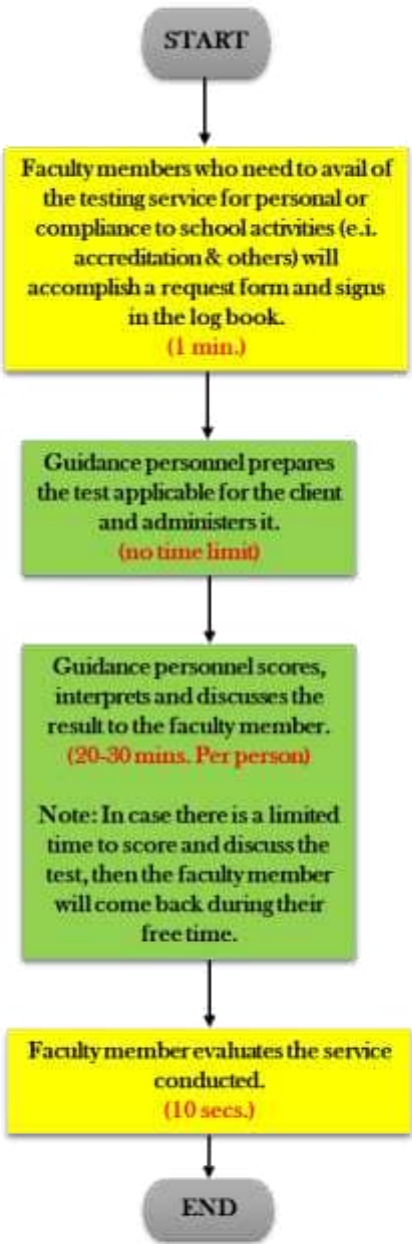 START
Faculty members who need to avail of
the testing service for personal or
compliance to school activities (e.i.
accreditation & others) will
accomplish a request form and signs
in the log book.
(1 min.)
Guidance personnel prepares
the test applicable for the client
and administers it.
(no time limit)
Guidance personnel scores,
interprets and discusses the
result to the faculty member.
(20-30 mins. Per person)
Note: In case there is a limited
time to score and discuss the
test, then the faculty member
will come back during their
free time.
Faculty member evaluates the service
conducted.
(10 secs.)
END